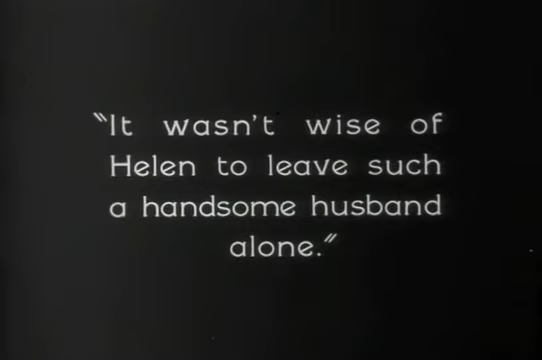 "It wasn't wise of
Helen to leave such
a handsome husband
alone."